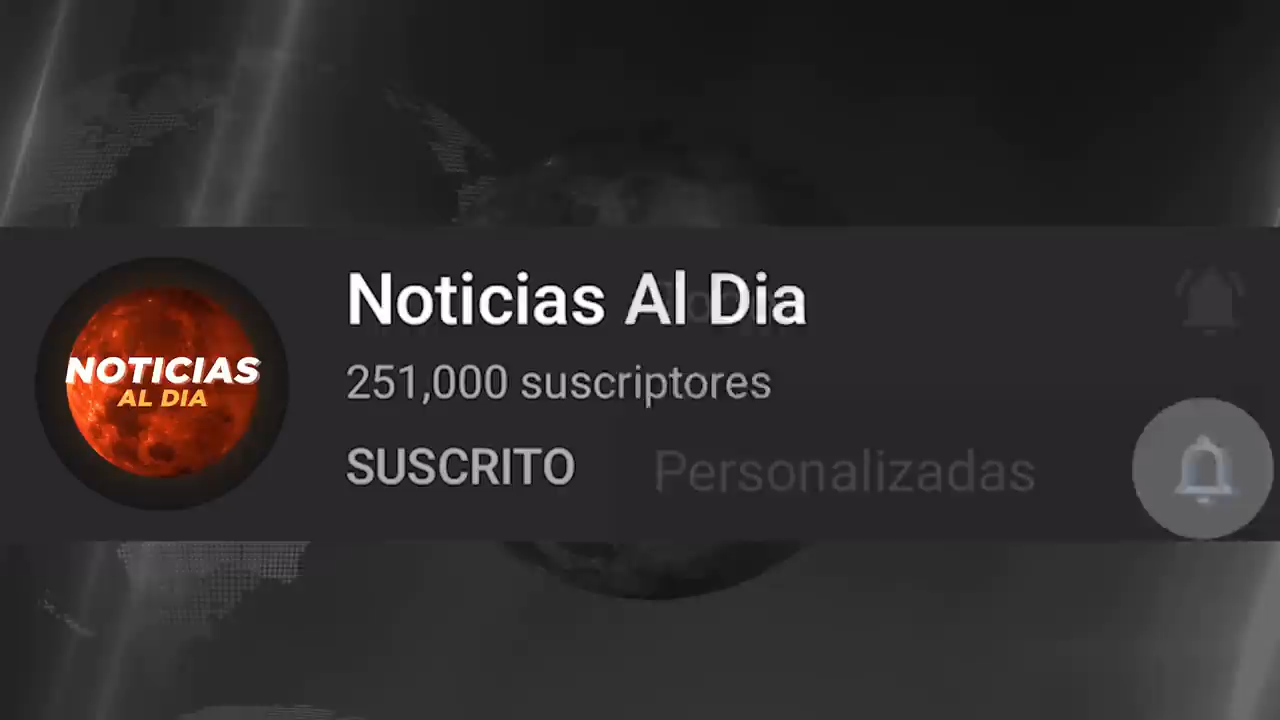 NOTICIAS
AL DIA
Noticias Al Dia
251,000 suscriptores
SUSCRITO
Personalizadas